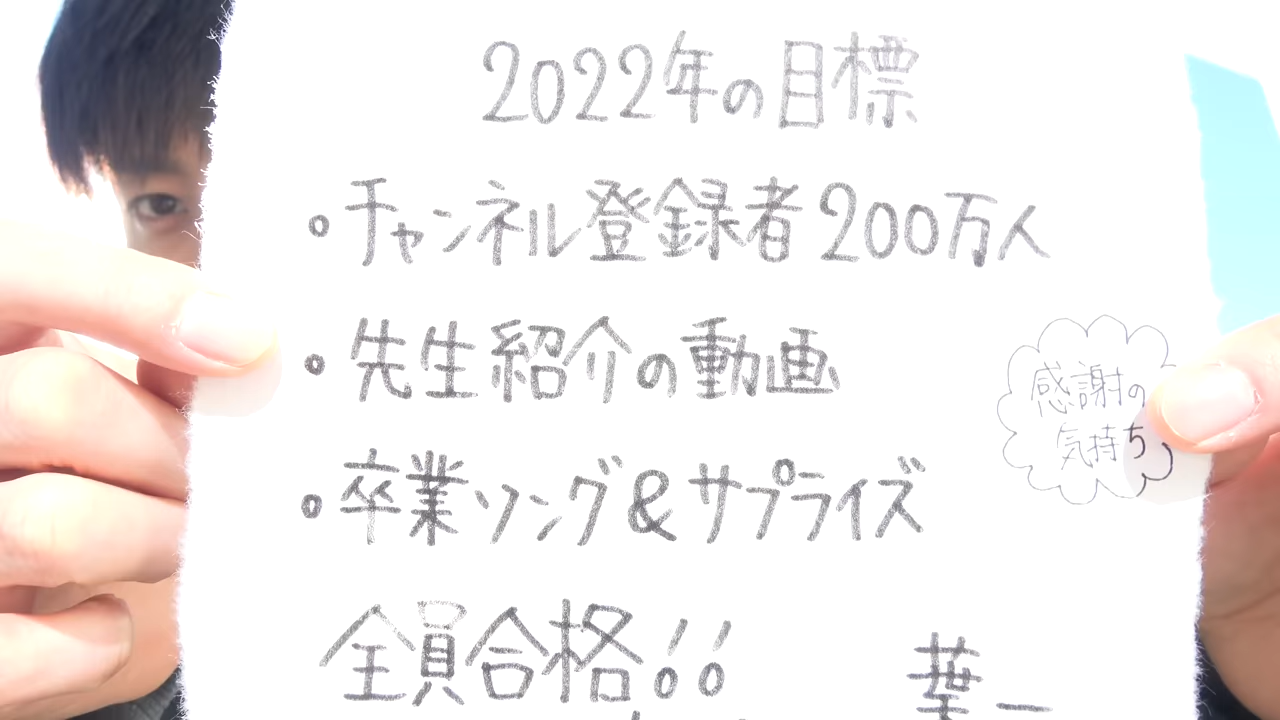 2022年の目標
・チャンネル登録者200万人
・先生紹介の動画
感謝の
気持ち
・卒業ソング&サプライズ
全員合格!!
葉一